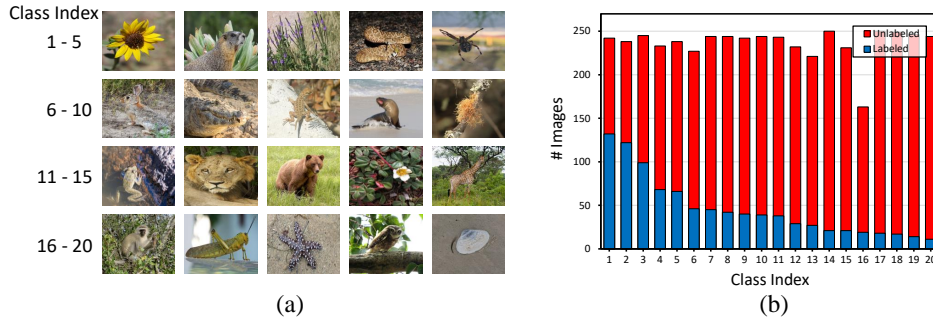 Class Index
1 - 5
6 - 10
11 - 15
16 - 20
(a)
Unlabeled
Labeled
# Images
250
200
150
100
50
0
1 2 3 4 5 6 7 8 9 10 11 12 13 14 15 16 17 18 19 20
Class Index
(b)